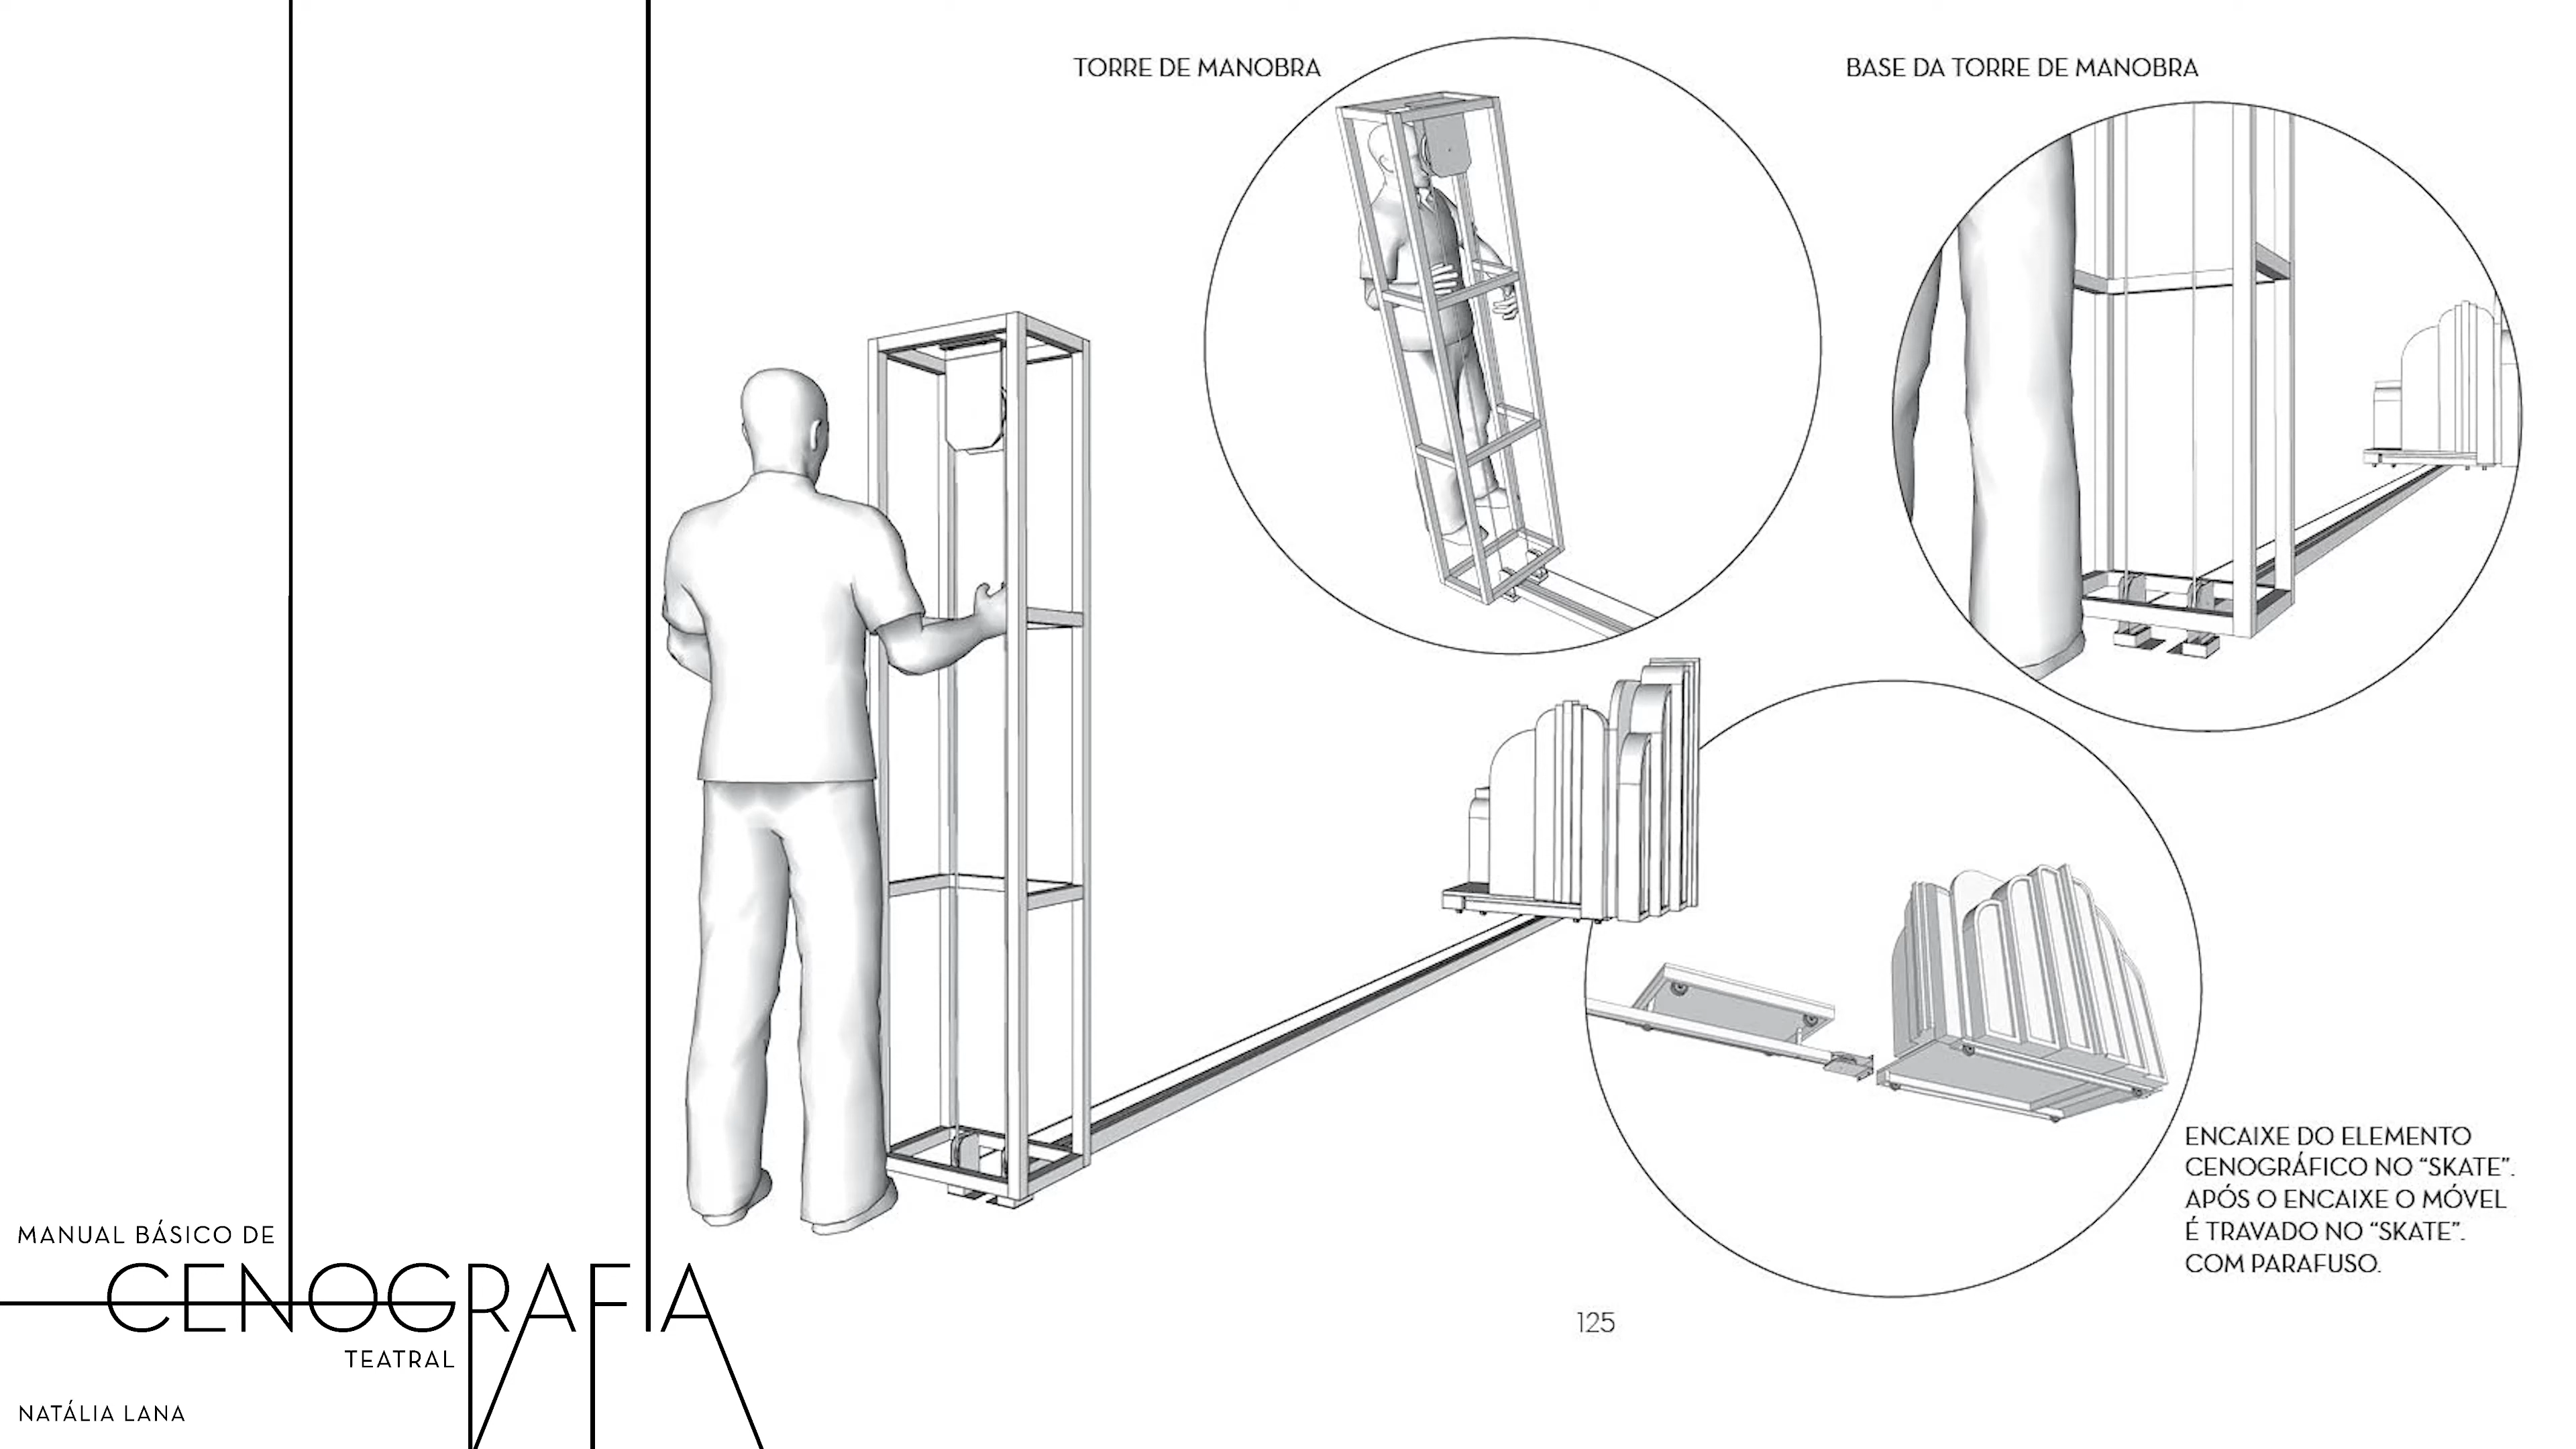 TORRE DE MANOBRA
BASE DA TORRE DE MANOBRA
ENCAIXE DO ELEMENTO
CENOGRÁFICO NO “SKATE”.
APÓS O ENCAIXE O MÓVEL
É TRAVADO NO “SKATE”.
COM PARAFUSO.
125
MANUAL BÁSICO DE
CENOGRAFIA
TEATRAL
NATÁLIA LANA